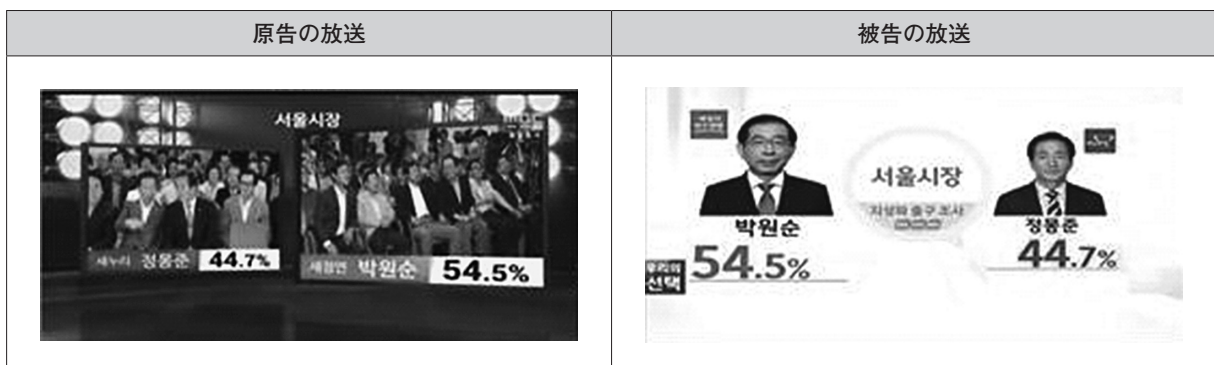 原告の放送
被告の放送
서울시장
새누리 정몽준 44.7%
새정연 박원순 54.5%
서울시장
지상파 출구 조사
박원순
54.5%
정몽준
44.7%
선택